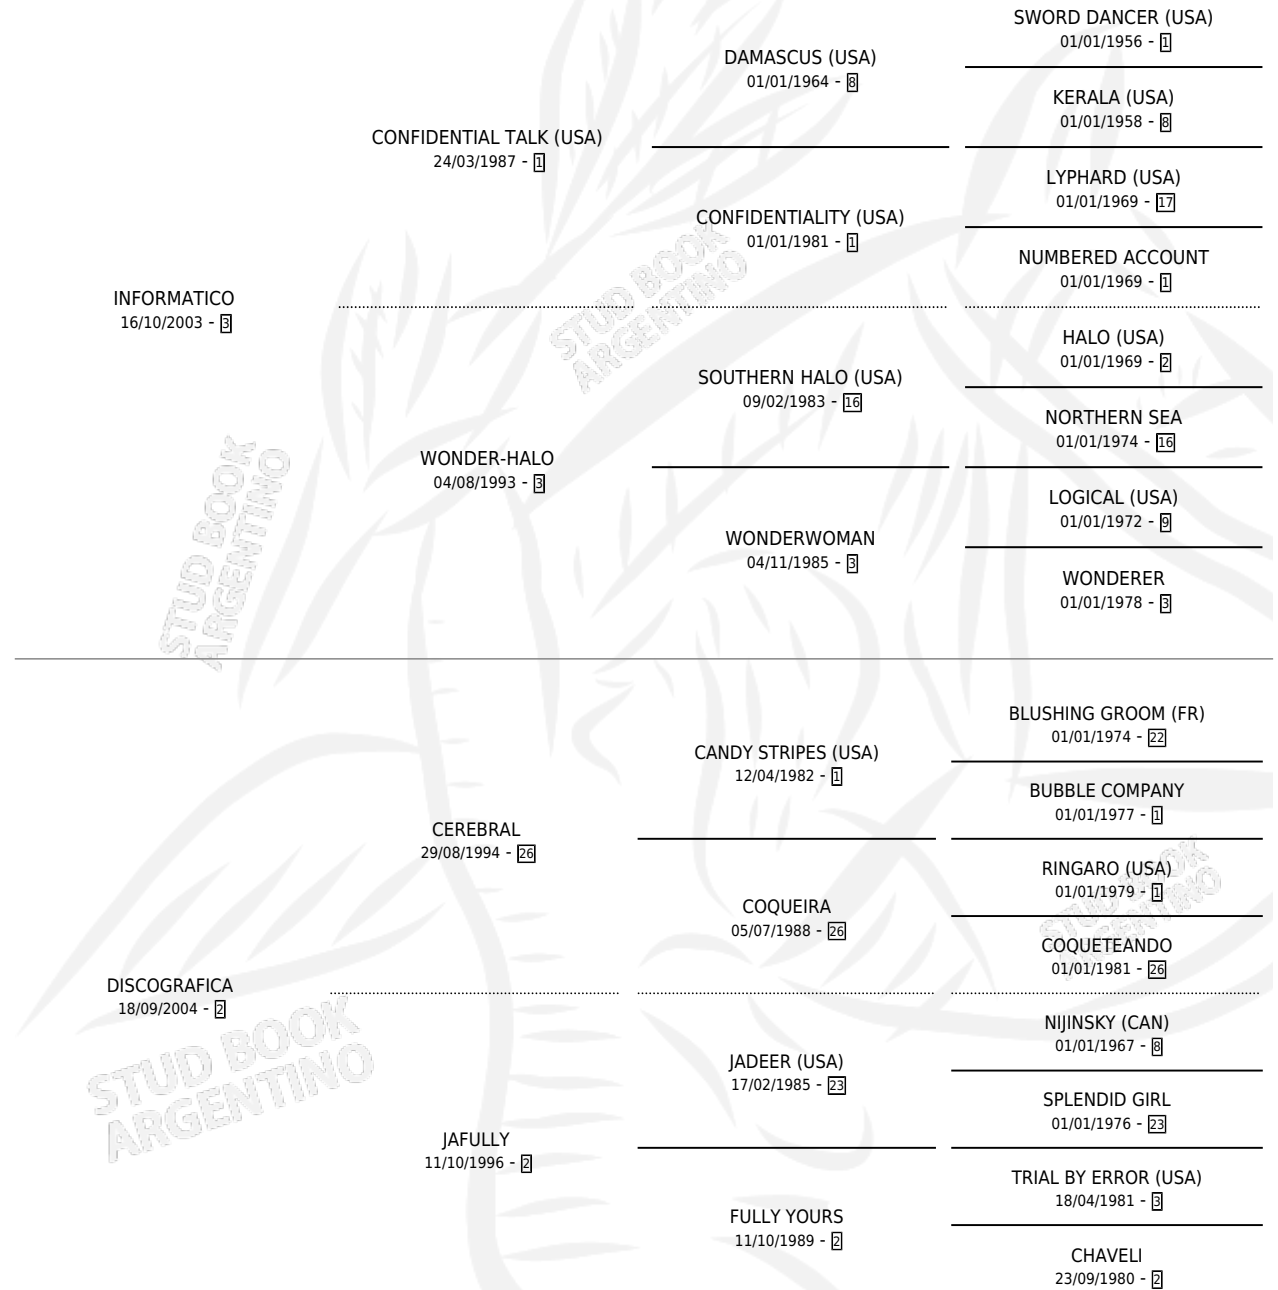 SWORD DANCER (USA)
01/01/1956 - 1
DAMASCUS (USA)
01/01/1964 - 8
KERALA (USA)
01/01/1958 - 8
CONFIDENTIAL TALK (USA)
24/03/1987 - 1
LYPHARD (USA)
01/01/1969 - 17
CONFIDENTIALITY (USA)
01/01/1981 - 1
NUMBERED ACCOUNT
01/01/1969 - 1
INFORMATICO
16/10/2003 - 3
HALO (USA)
01/01/1969 - 2
SOUTHERN HALO (USA)
09/02/1983 - 16
NORTHERN SEA
01/01/1974 - 16
WONDER-HALO
04/08/1993 - 3
LOGICAL (USA)
01/01/1972 - 9
WONDERWOMAN
04/11/1985 - 3
WONDERER
01/01/1978 - 3
BLUSHING GROOM (FR)
01/01/1974 - 22
CANDY STRIPES (USA)
12/04/1982 - 1
BUBBLE COMPANY
01/01/1977 - 1
CEREBRAL
29/08/1994 - 26
RINGARO (USA)
01/01/1979 - 1
COQUEIRA
05/07/1988 - 26
COQUETEANDO
01/01/1981 - 26
DISCOGRAFICA
18/09/2004 - 2
NIJINSKY (CAN)
01/01/1967 - 8
JADEER (USA)
17/02/1985 - 23
SPLENDID GIRL
01/01/1976 - 23
JAFULLY
11/10/1996 - 2
TRIAL BY ERROR (USA)
18/04/1981 - 3
FULLY YOURS
11/10/1989 - 2
CHAVELI
23/09/1980 - 2
STUD BOOK
ARGENTINO
STUD BOOK
ARGENTINO
STUD BOOK
ARGENTINO
STUD BOOK
ARGENTINO